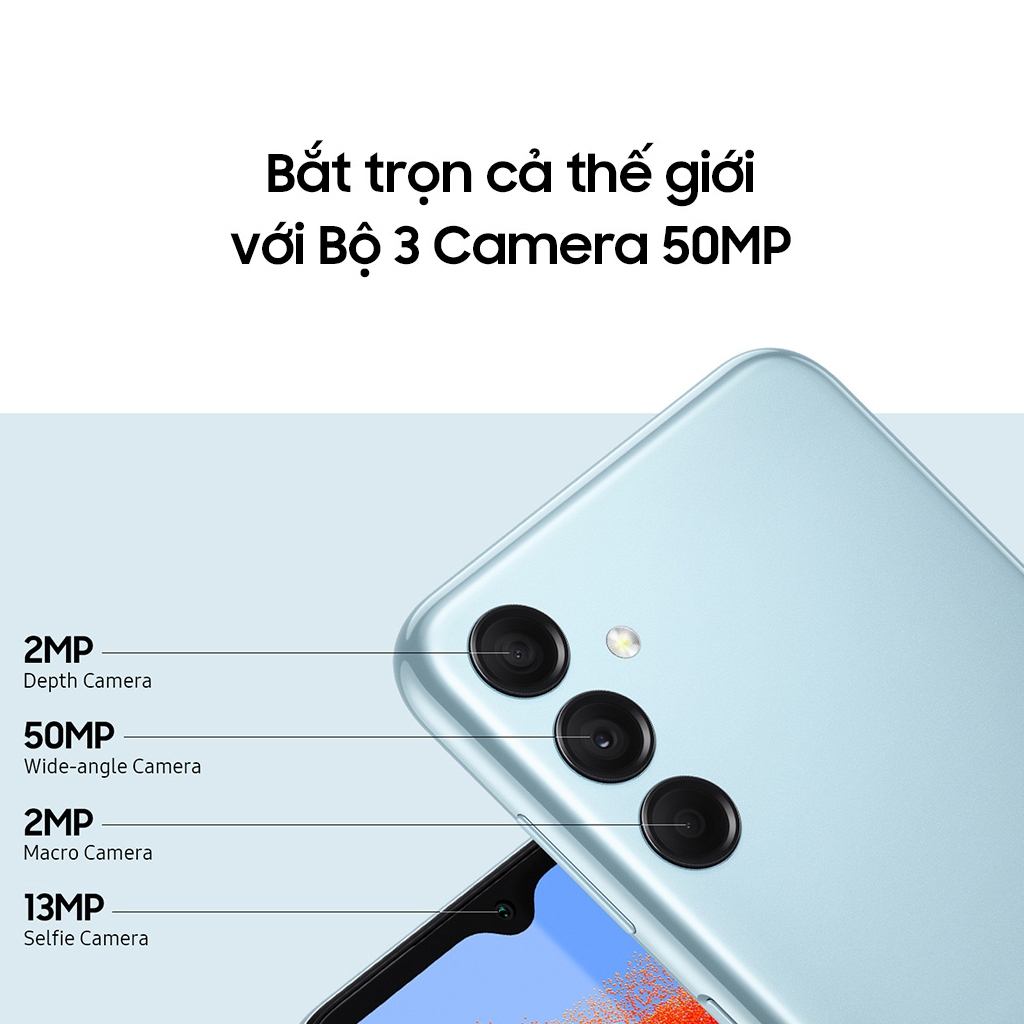 Bắt trọn cả thế giới
với Bộ 3 Camera 50MP
2MP
Depth Camera
50MP
Wide-angle Camera
2MP
Macro Camera
13MP
Selfie Camera